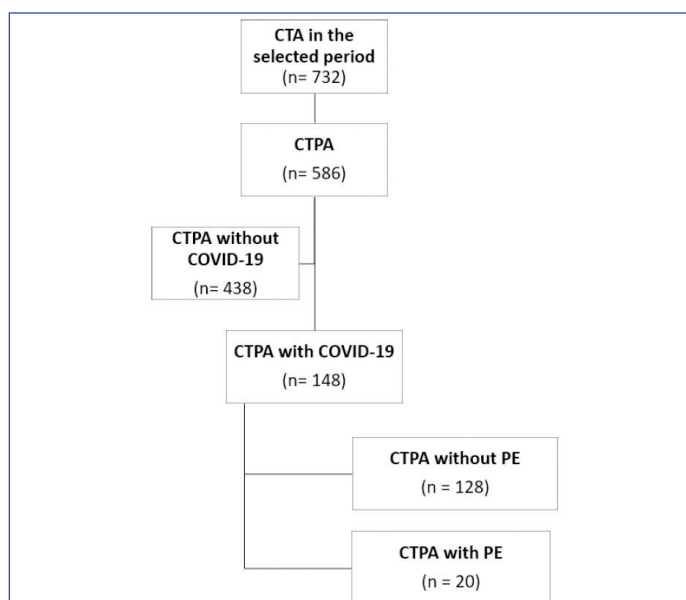 CTA in the
selected period
(n= 732)
CTPA
(n= 586)
CTPA without
COVID-19
(n= 438)
CTPA with COVID-19
(n= 148)
CTPA without PE
(n = 128)
CTPA with PE
(n = 20)